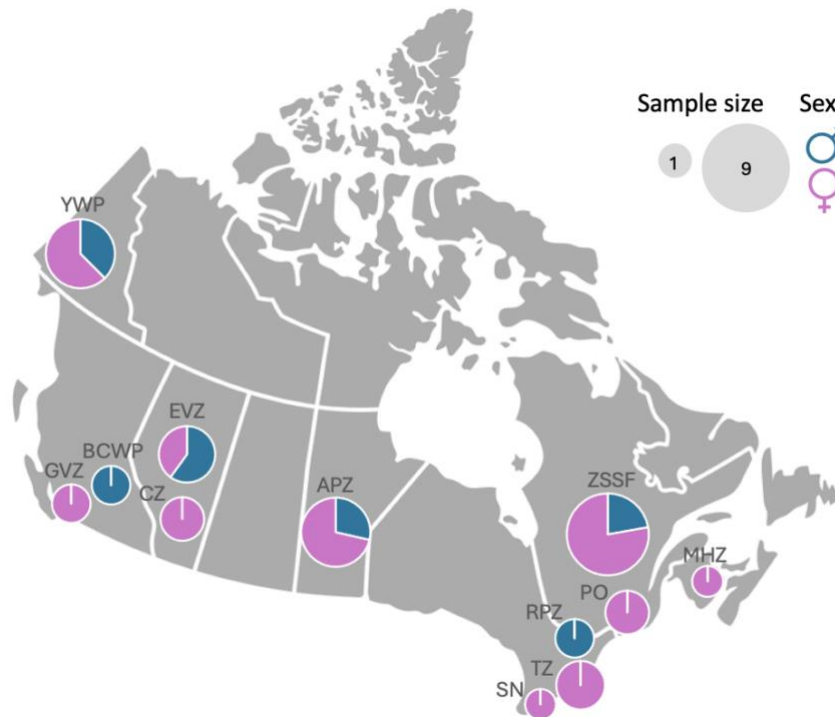 Sample size
Sex
1
9
YWP
EVZ
BCWP
GVZ
CZ
APZ
ZSSF
MHZ
PO
RPZ
TZ
SN